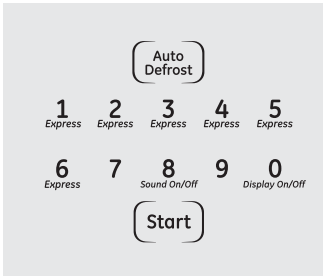 Auto
Defrost
1 2 3 4 5
Express Express Express Express Express
6 7 8 9 0
Express Sound On/Off Display On/Off
Start